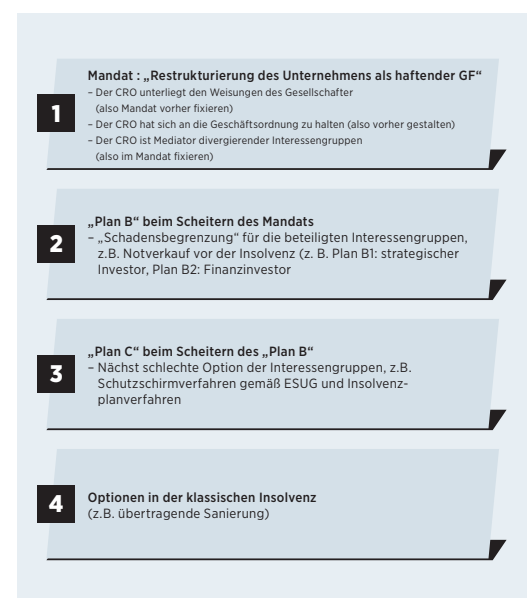 1
Mandat : „Restrukturierung des Unternehmens als haftender GF“
– Der CRO unterliegt den Weisungen des Gesellschafter
(also Mandat vorher fixieren)
– Der CRO hat sich an die Geschäftsordnung zu halten (also vorher gestalten)
– Der CRO ist Mediator divergierender Interessengruppen
(also im Mandat fixieren)
2
„Plan B“ beim Scheitern des Mandats
– „Schadensbegrenzung“ für die beteiligten Interessengruppen,
z.B. Notverkauf vor der Insolvenz (z. B. Plan B1: strategischer
Investor, Plan B2: Finanzinvestor
3
„Plan C“ beim Scheitern des „Plan B“
– Nächst schlechte Option der Interessengruppen, z.B.
Schutzschirmverfahren gemäß ESUG und Insolvenz-
planverfahren
4
Optionen in der klassischen Insolvenz
(z.B. übertragende Sanierung)